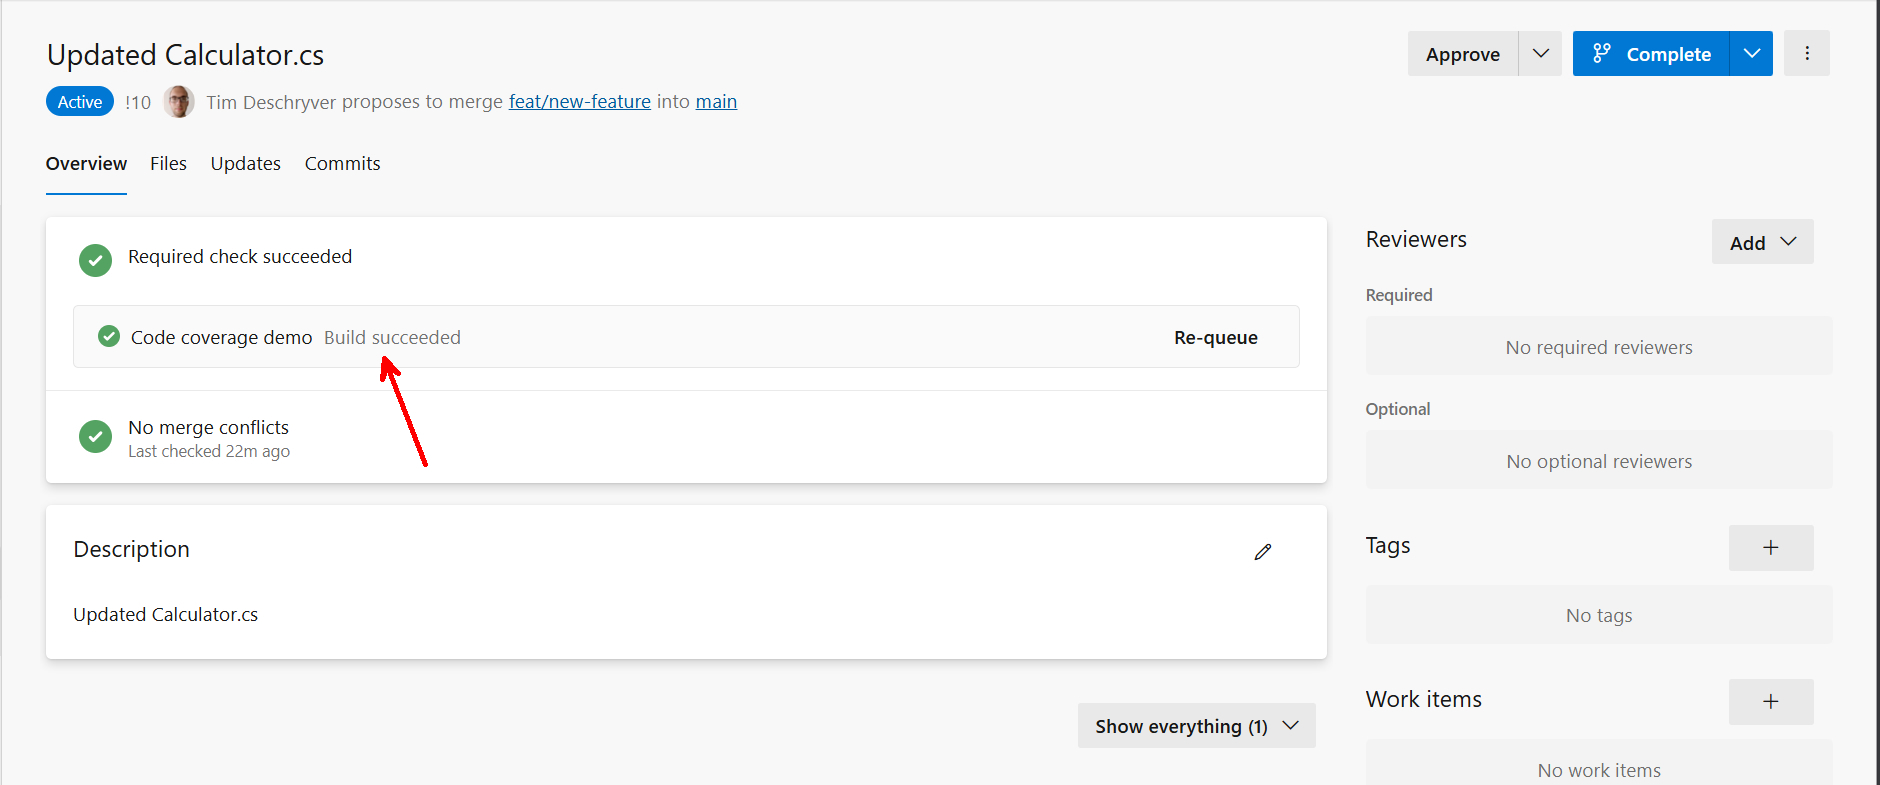 Updated Calculator.cs
Approve
Complete
Active !10 Tim Deschryver proposes to merge feat/new-feature into main
Overview Files Updates Commits
Required check succeeded
Code coverage demo Build succeeded
Re-queue
No merge conflicts
Last checked 22m ago
Description
Updated Calculator.cs
Show everything (1)
Reviewers
Add
Required
No required reviewers
Optional
No optional reviewers
Tags
No tags
Work items
No work items